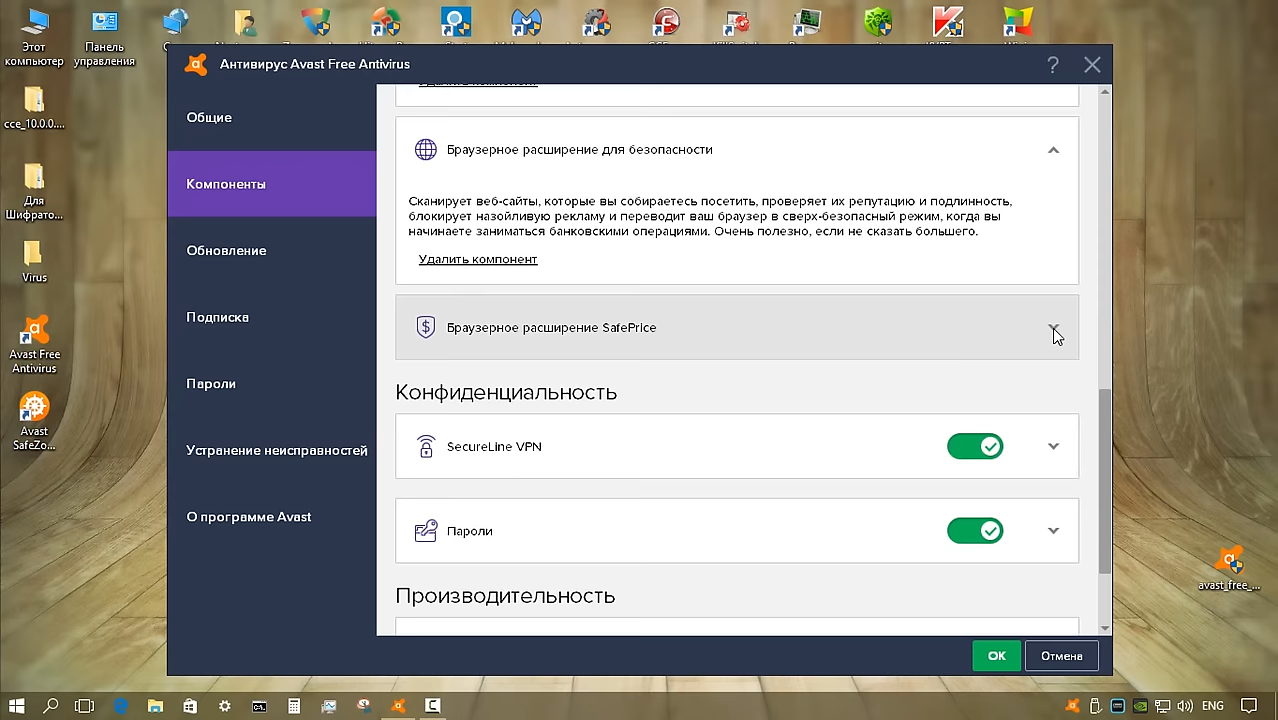 Этот
компьютер
Панель
управления
cce_10.0.0....
Для
Шифрато...
Virus
Avast Free
Antivirus
Avast
SafeZo...
avast_free_...
Антивирус Avast Free Antivirus
?
Общие
Компоненты
Обновление
Подписка
Пароли
Устранение неисправностей
О программе Avast
Удалить компонент
Браузерное расширение для безопасности
Сканирует веб-сайты, которые вы собираетесь посетить, проверяет их репутацию и подлинность,
блокирует назойливую рекламу и переводит ваш браузер в сверх-безопасный режим, когда вы
начинаете заниматься банковскими операциями. Очень полезно, если не сказать большего.
Удалить компонент
Браузерное расширение SafePrice
Конфиденциальность
SecureLine VPN
Пароли
Производительность
OK
Отмена
ENG